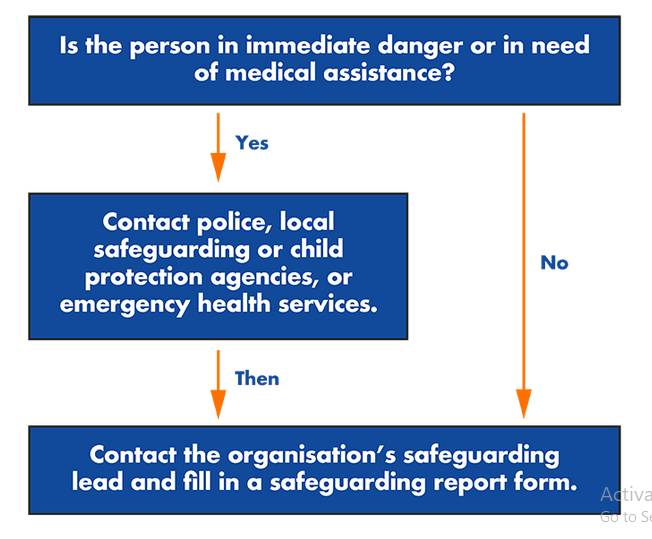 Is the person in immediate danger or in need
of medical assistance?
Yes
Contact police, local
safeguarding or child
protection agencies, or
emergency health services.
No
Then
Contact the organisation’s safeguarding
lead and fill in a safeguarding report form.
Go to